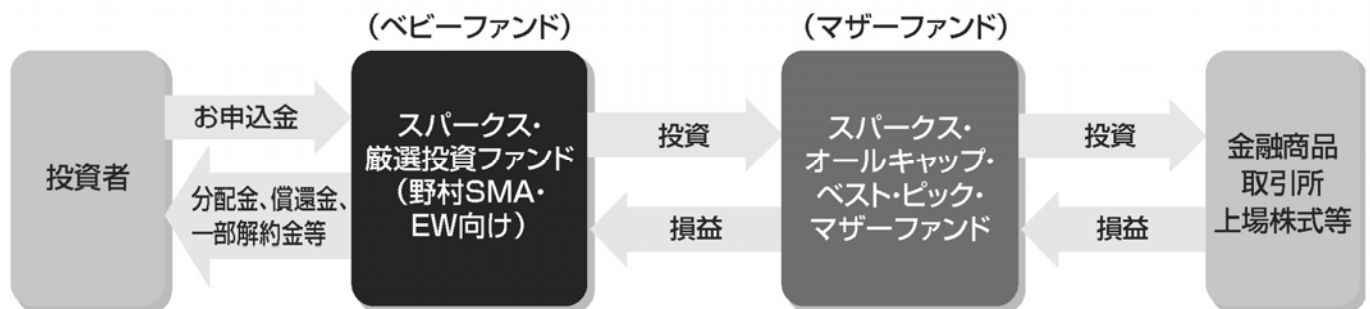 (ベビーファンド)
(マザーファンド)
投資者
お申込金
分配金、償還金、
一部解約金等
スパークス・
厳選投資ファンド
(野村SMA・
EW向け)
投資
損益
スパークス・
オールキャップ・
ベスト・ピック・
マザーファンド
投資
損益
金融商品
取引所
上場株式等